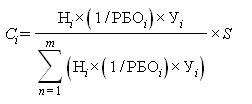 Cᵢ = (Нᵢ × (1/РБОᵢ) × Уᵢ) / (∑ₙ₌₁ᵐ (Нᵢ × (1/РБОᵢ) × Уᵢ)) × S